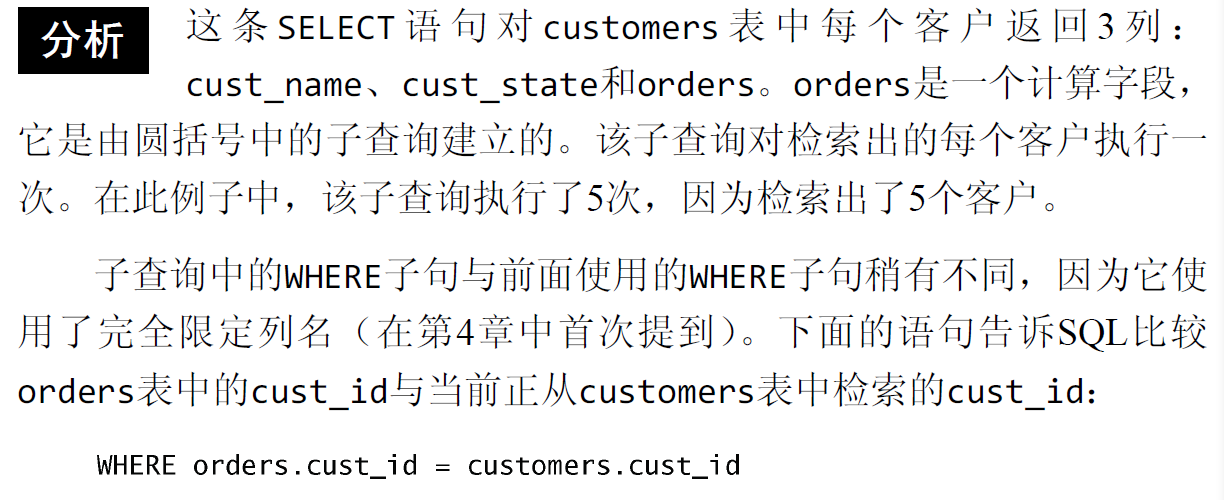 分析
这条SELECT语句对customers表中每个客户返回3列：
cust_name、cust_state和orders。orders是一个计算字段，
它是由圆括号中的子查询建立的。该子查询对检索出的每个客户执行一
次。在此例子中，该子查询执行了5次，因为检索出了5个客户。
子查询中的WHERE子句与前面使用的WHERE子句稍有不同，因为它使
用了完全限定列名（在第4章中首次提到）。下面的语句告诉SQL比较
orders表中的cust_id与当前正从customers表中检索的cust_id：
WHERE orders.cust_id = customers.cust_id